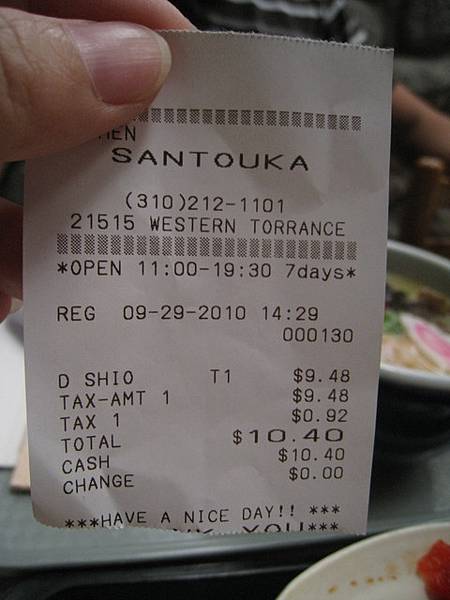 SANTOUKA
(310)212-1101
21515 WESTERN TORRANCE
*OPEN 11:00-19:30 7days*
REG 09-29-2010 14:29
000130
D SHIO T1 $9.48
TAX-AMT 1 $9.48
TAX 1 $0.92
TOTAL $10.40
CASH $10.40
CHANGE $0.00
***HAVE A NICE DAY!! ***
YOU***